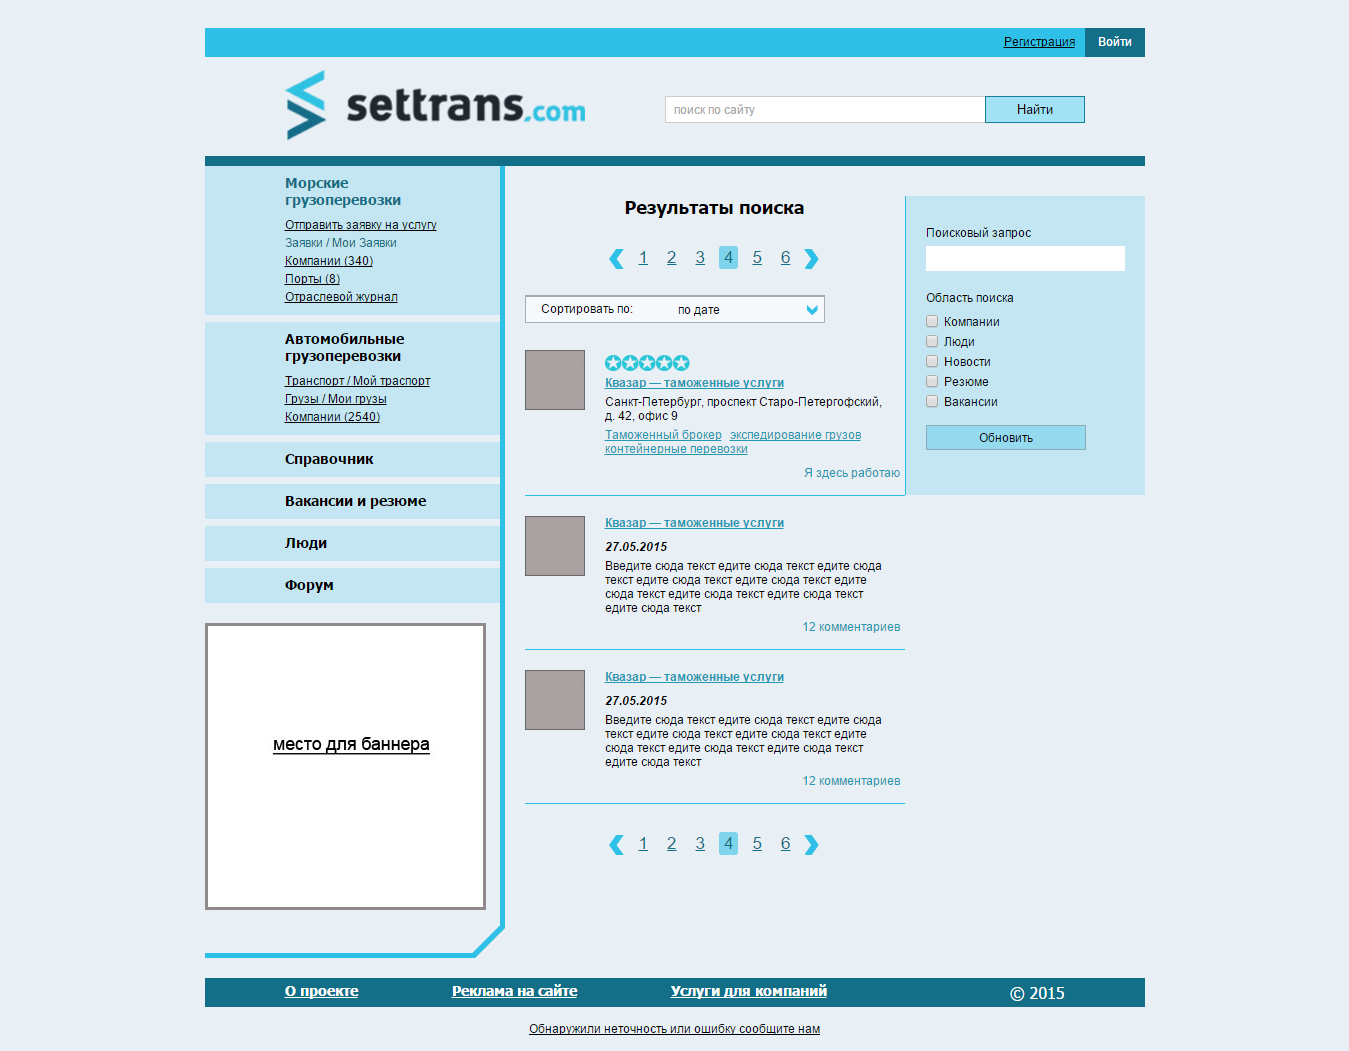 Регистрация
Войти
settrans.com
поиск по сайту
Найти
Морские
грузоперевозки
Отправить заявку на услугу
Заявки / Мои Заявки
Компании (340)
Порты (8)
Отраслевой журнал
Автомобильные
грузоперевозки
Транспорт / Мой траспорт
Грузы / Мои грузы
Компании (2540)
Справочник
Вакансии и резюме
Люди
Форум
место для баннера
Результаты поиска
1 2 3 4 5 6
Сортировать по: по дате
Квазар — таможенные услуги
Санкт-Петербург, проспект Старо-Петергофский,
д. 42, офис 9
Таможенный брокер экспедирование грузов
контейнерные перевозки
Я здесь работаю
Квазар — таможенные услуги
27.05.2015
Введите сюда текст едите сюда текст едите сюда
текст едите сюда текст едите сюда текст едите
сюда текст едите сюда текст едите сюда текст
едите сюда текст
12 комментариев
Квазар — таможенные услуги
27.05.2015
Введите сюда текст едите сюда текст едите сюда
текст едите сюда текст едите сюда текст едите
сюда текст едите сюда текст едите сюда текст
едите сюда текст
12 комментариев
1 2 3 4 5 6
Поисковый запрос
Область поиска
Компании
Люди
Новости
Резюме
Вакансии
Обновить
О проекте
Реклама на сайте
Услуги для компаний
© 2015
Обнаружили неточность или ошибку сообщите нам